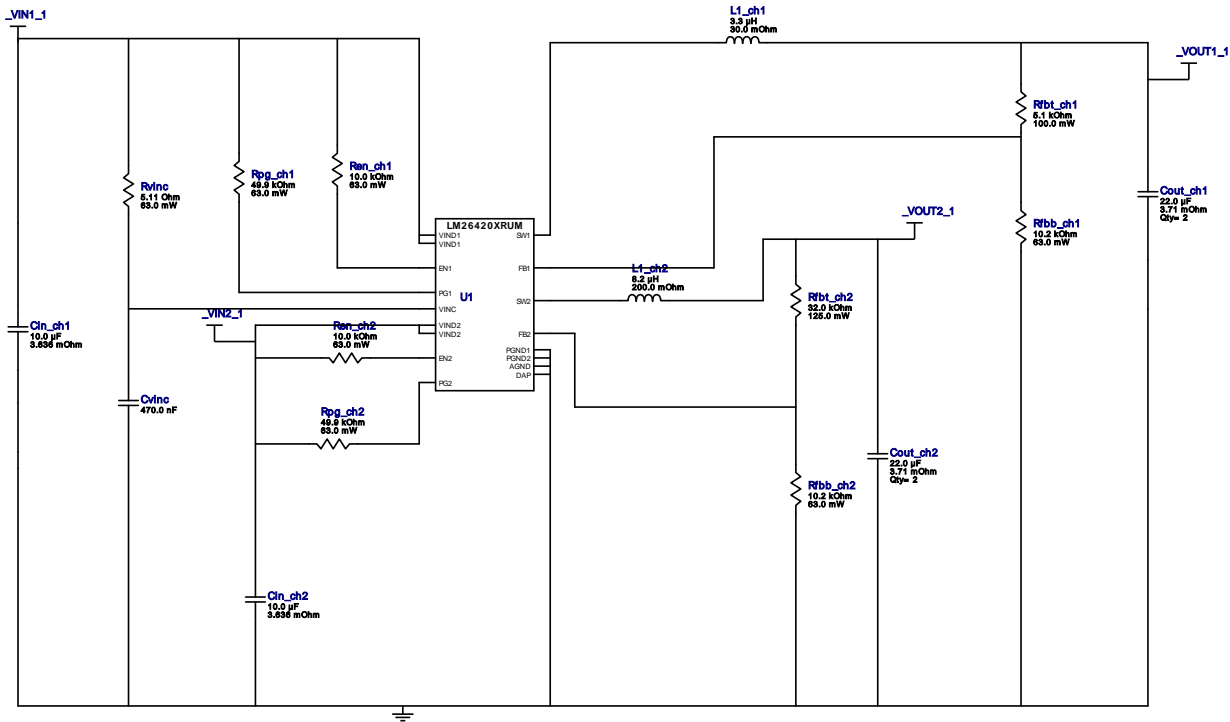 _VIN1_1
L1_ch1
3.3 µH
30.0 mOhm
_VOUT1_1
Rfbt_ch1
5.1 kOhm
100.0 mW
Rvinc
5.11 Ohm
63.0 mW
Rpg_ch1
49.9 kOhm
63.0 mW
Ren_ch1
10.0 kOhm
63.0 mW
Cout_ch1
22.0 µF
3.71 mOhm
Qty= 2
Rfbb_ch1
10.2 kOhm
63.0 mW
_VOUT2_1
LM26420XRUM
VIND1
VIND1
EN1
PG1
VINC
VIND2
VIND2
EN2
PG2
U1
SW1
FB1
SW2
FB2
PGND1
PGND2
AGND
DAP
L1_ch2
8.2 µH
200.0 mOhm
Rfbt_ch2
32.0 kOhm
125.0 mW
Cin_ch1
10.0 µF
3.636 mOhm
_VIN2_1
Ren_ch2
10.0 kOhm
63.0 mW
Cvinc
470.0 nF
Rpg_ch2
49.9 kOhm
63.0 mW
Cout_ch2
22.0 µF
3.71 mOhm
Qty= 2
Rfbb_ch2
10.2 kOhm
63.0 mW
Cin_ch2
10.0 µF
3.636 mOhm